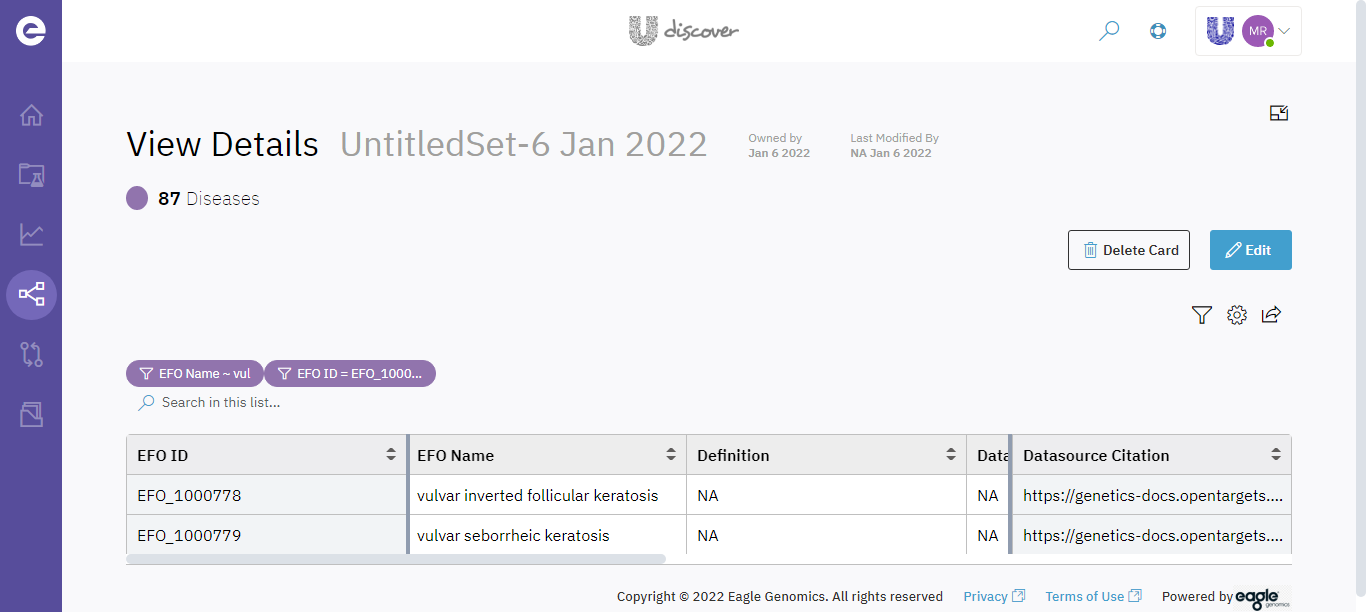 discover
MR
View Details
UntitledSet-6 Jan 2022
Owned by
Jan 6 2022
Last Modified By
NA Jan 6 2022
87 Diseases
Delete Card
Edit
EFO Name ~ vul
EFO ID = EFO_1000...
Search in this list...
EFO ID
EFO Name
Definition
Data
Datasource Citation
EFO_1000778
vulvar inverted follicular keratosis
NA
NA
https://genetics-docs.opentargets....
EFO_1000779
vulvar seborrheic keratosis
NA
NA
https://genetics-docs.opentargets....
Copyright © 2022 Eagle Genomics. All rights reserved
Privacy
Terms of Use
Powered by
eagle
genomics